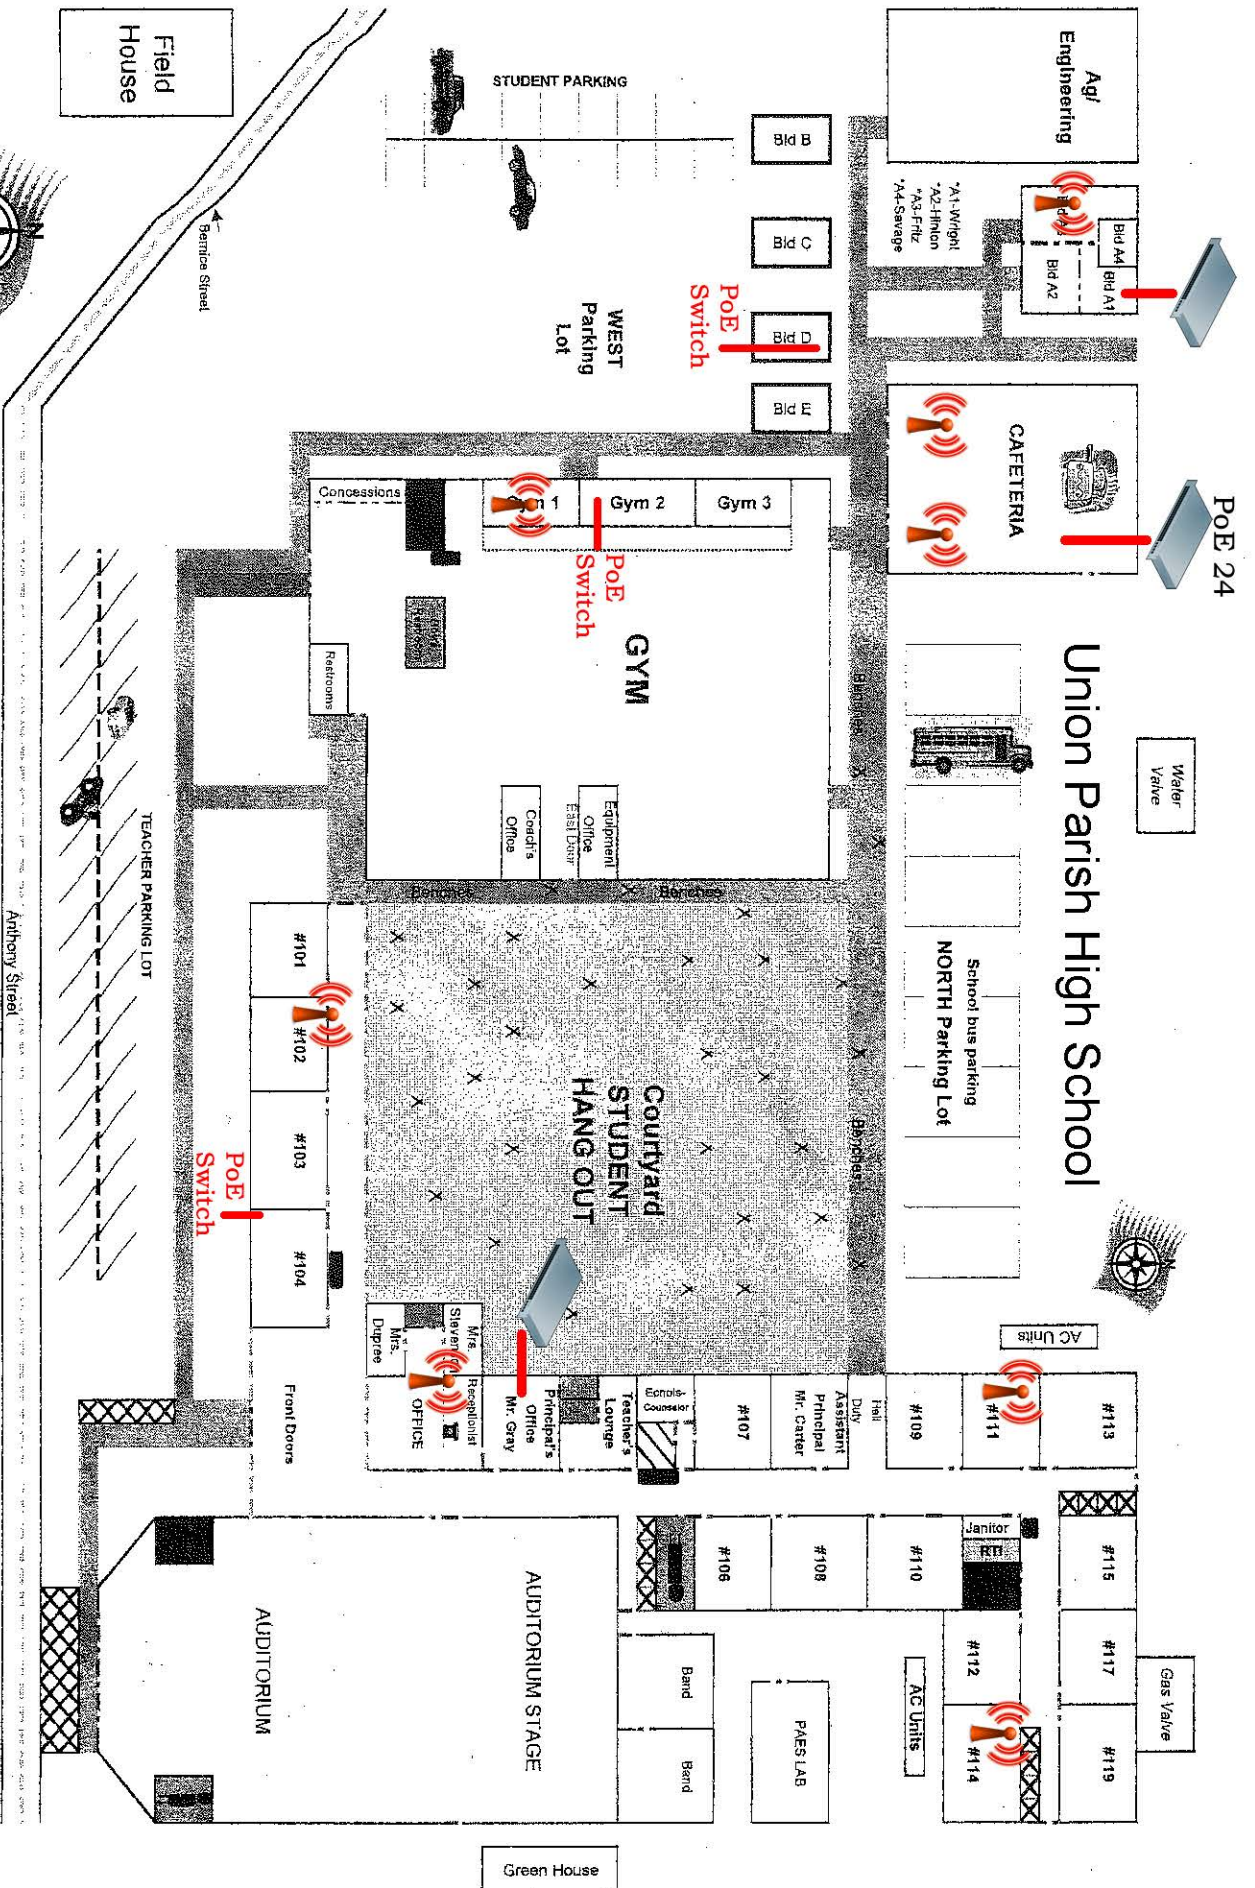 Union Parish High School
PoE 24
Water
Valve
Gas Valve
Ag/
Engineering
Bld A4
Bld A1
Bld A2
*A1-Wright
*A2-Hinton
*A3-Fritz
*A4-Savage
CAFETERIA
School bus parking
NORTH Parking Lot
N
AC Units
#113
#111
#109
Hall
Duty
Assistant
Principal
Mr. Carter
#107
Echols-
Counselor
Teacher's
Lounge
Principal's
Office
Mr. Gray
Receptionist
OFFICE
Mrs.
Mrs.
Dupree
#115
#117
#119
Janitor
RTI
#110
#108
#106
#112
#114
AC Units
PAES LAB
Band
Band
AUDITORIUM STAGE
AUDITORIUM
Green House
Bld B
Bld C
Bld D
Bld E
PoE
Switch
STUDENT PARKING
WEST
Parking
Lot
Field
House
N
Bernice Street
Concessions
Gym 1
Gym 2
Gym 3
PoE
Switch
GYM
Restrooms
Equipment
Office
East Door
Coach's
Office
Benches
Benches
Benches
Benches
Courtyard
STUDENT
HANG OUT
#101
#102
#103
#104
PoE
Switch
Front Doors
TEACHER PARKING LOT
Anthony Street